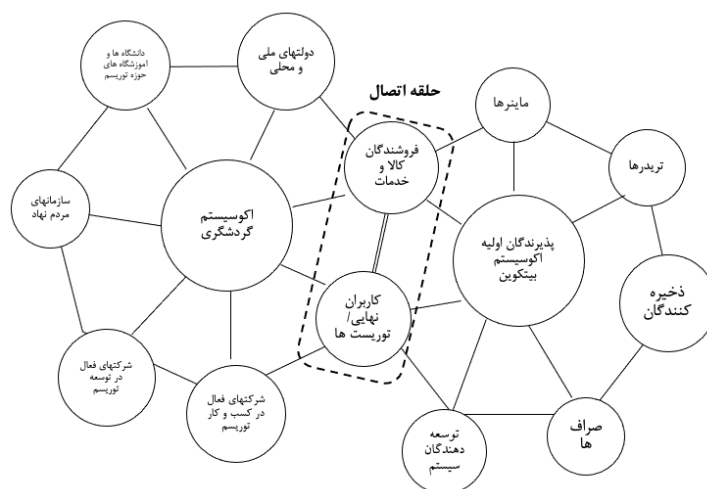 دانشگاه ها و
اموزشگاه های
حوزه توریسم
دولتهای ملی
و محلی
حلقه اتصال
ماینرها
فروشندگان
کالا و
خدمات
تریدرها
سازمانهای
مردم نهاد
اکوسیستم
گردشگری
پذیرندگان اولیه
اکوسیستم
بیتکوین
ذخیره
کنندگان
کاربران
نهایی/
توریست ها
شرکتهای فعال
در توسعه
توریسم
شرکتهای فعال
در کسب و کار
توریسم
توسعه
دهندگان
سیستم
صراف
ها